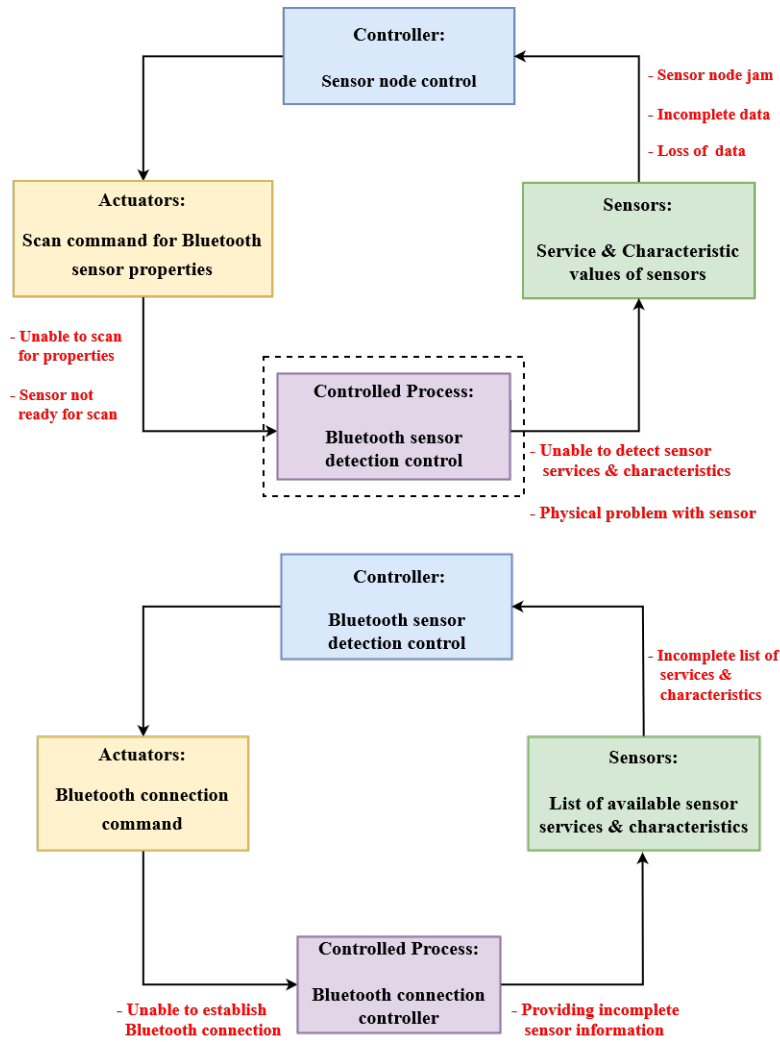 Controller:
Sensor node control
- Sensor node jam
- Incomplete data
- Loss of data
Actuators:
Scan command for Bluetooth
sensor properties
Sensors:
Service & Characteristic
values of sensors
- Unable to scan
for properties
- Sensor not
ready for scan
Controlled Process:
Bluetooth sensor
detection control
- Unable to detect sensor
services & characteristics
- Physical problem with sensor
Controller:
Bluetooth sensor
detection control
- Incomplete list of
services &
characteristics
Actuators:
Bluetooth connection
command
Sensors:
List of available sensor
services & characteristics
Controlled Process:
Bluetooth connection
controller
- Unable to establish
Bluetooth connection
- Providing incomplete
sensor information